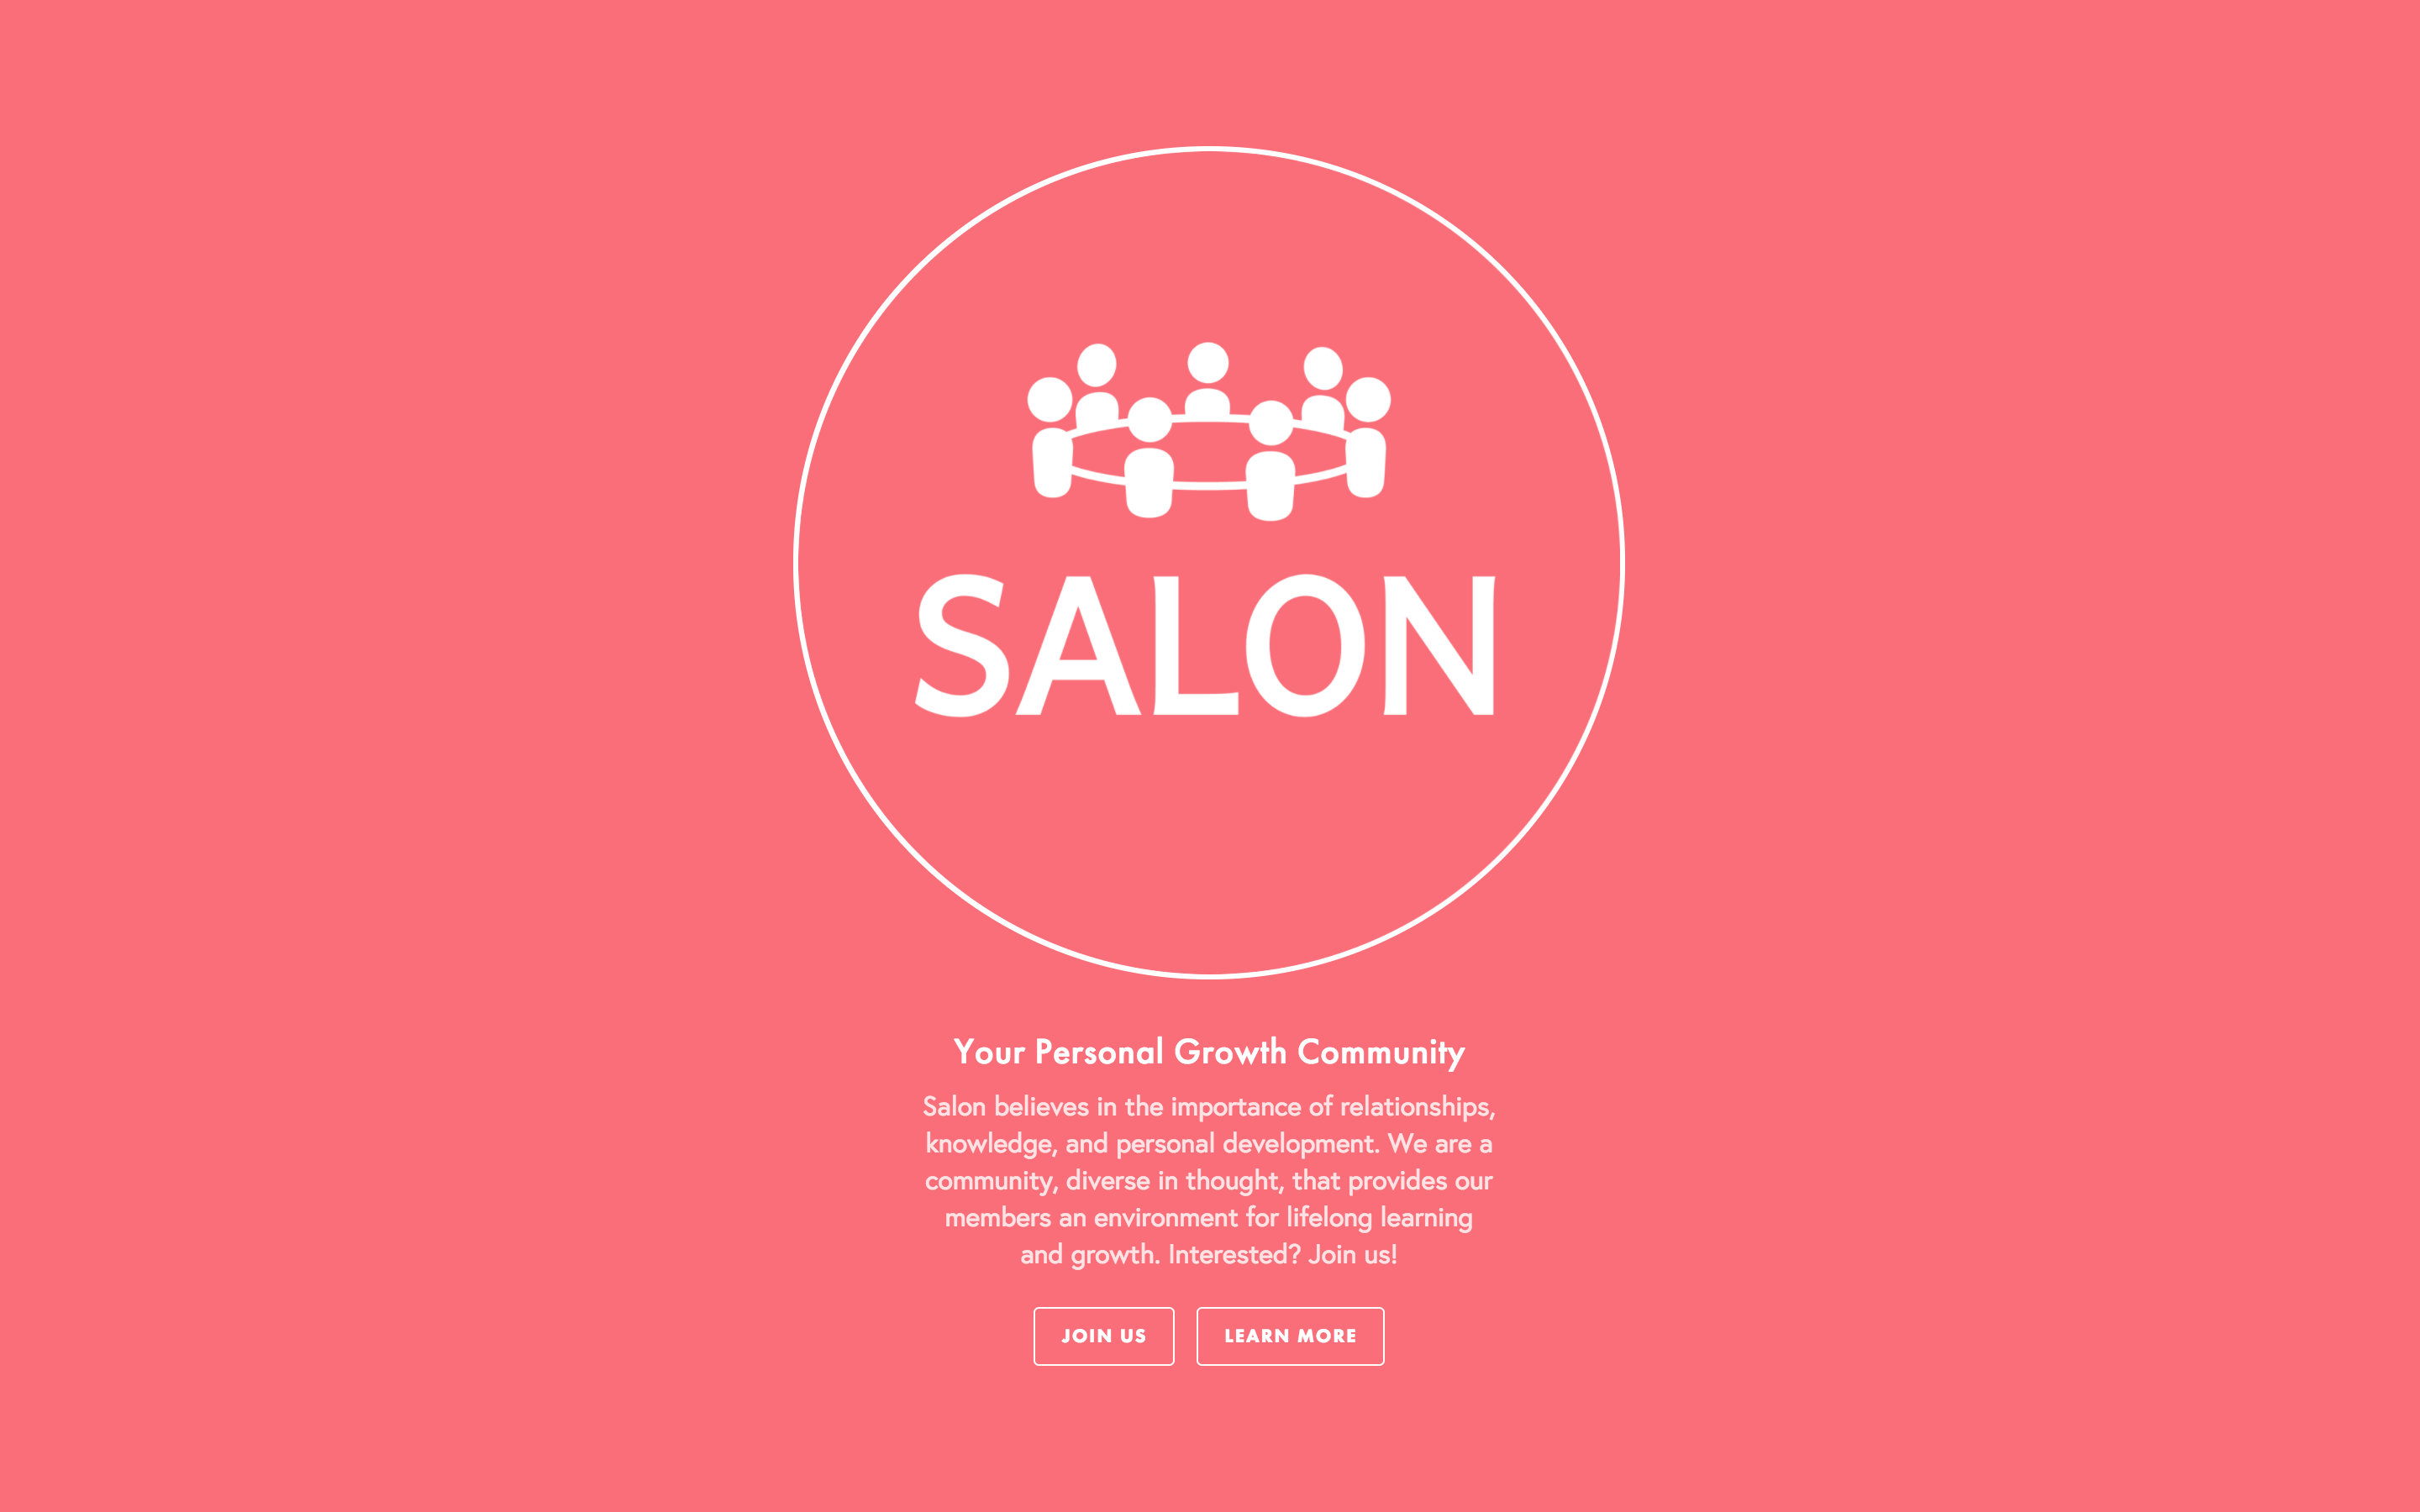 SALON
Your Personal Growth Community
Salon believes in the importance of relationships,
knowledge, and personal development. We are a
community, diverse in thought, that provides our
members an environment for lifelong learning
and growth. Interested? Join us!
JOIN US
LEARN MORE